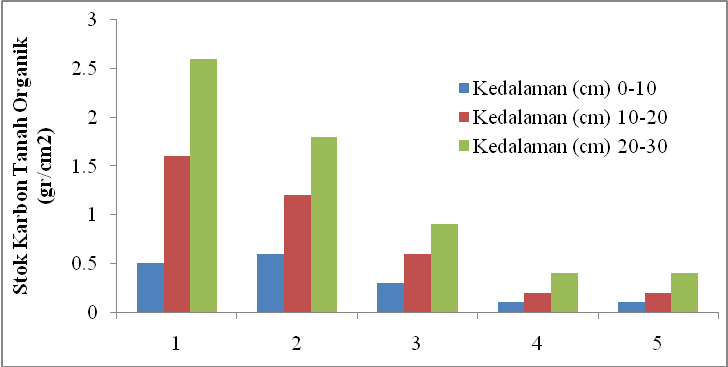 Stok Karbon Tanah Organik
(gr/cm2)
3
2.5
2
1.5
1
0.5
0
1 2 3 4 5
Kedalaman (cm) 0-10
Kedalaman (cm) 10-20
Kedalaman (cm) 20-30